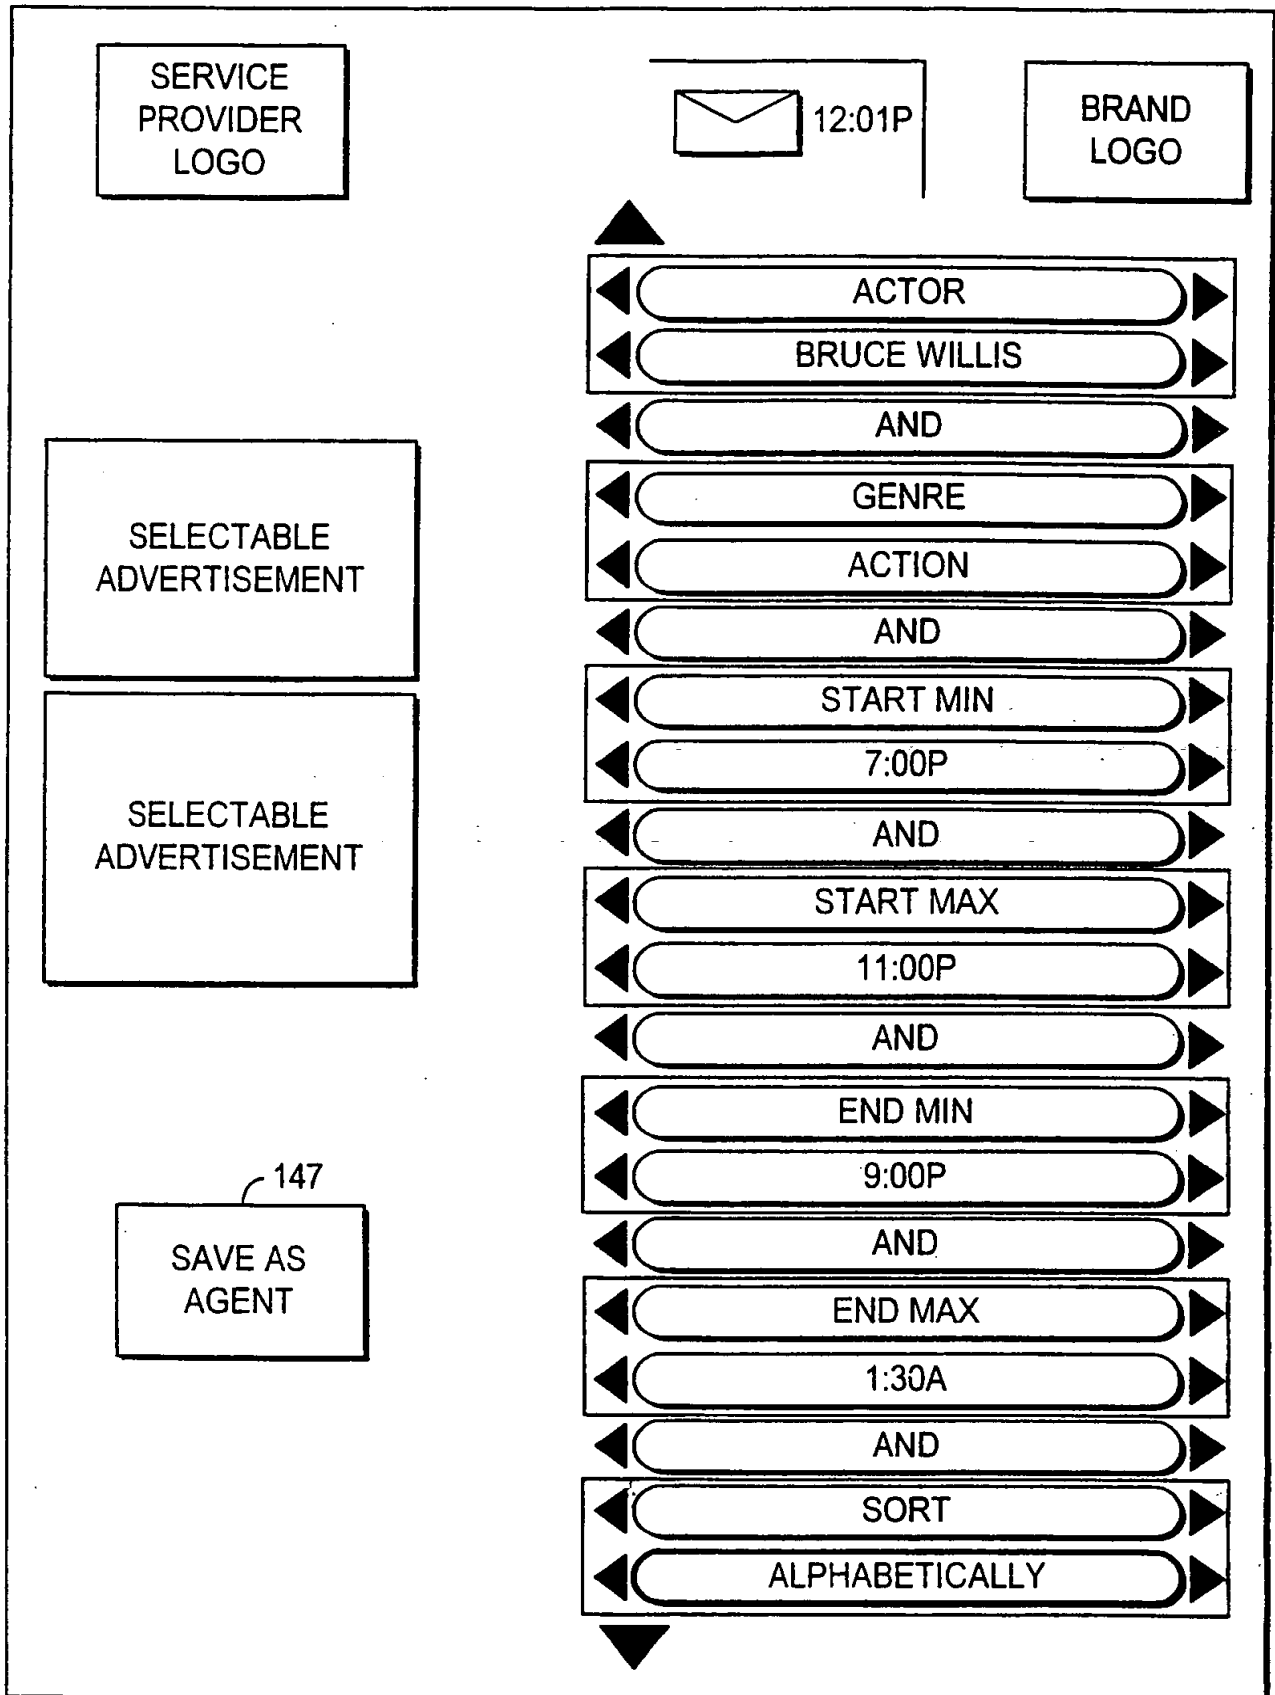 SERVICE
PROVIDER
LOGO
12:01P
BRAND
LOGO
ACTOR
BRUCE WILLIS
AND
GENRE
ACTION
AND
START MIN
7:00P
AND
START MAX
11:00P
AND
END MIN
9:00P
AND
END MAX
1:30A
AND
SORT
ALPHABETICALLY
SELECTABLE
ADVERTISEMENT
SELECTABLE
ADVERTISEMENT
147
SAVE AS
AGENT